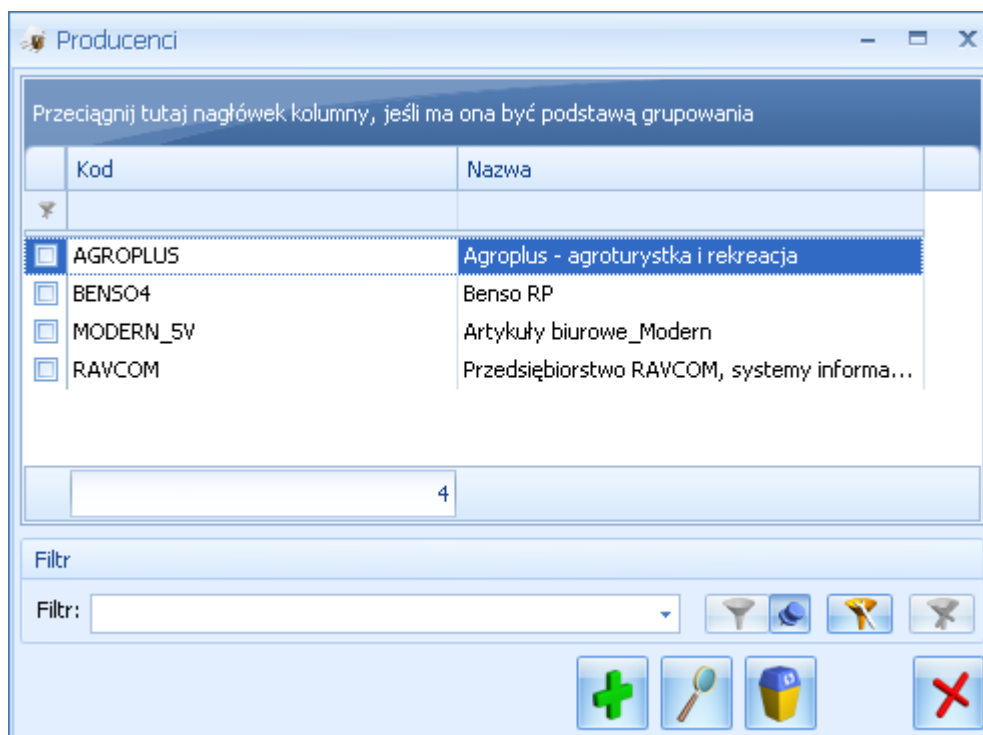 Producenci
Przeciągnij tutaj nagłówek kolumny, jeśli ma ona być podstawą grupowania
Kod Nazwa
AGROPLUS Agroplus - agroturystka i rekreacja
BENSO4 Benso RP
MODERN_5V Artykuły biurowe_Modern
RAVCOM Przedsiębiorstwo RAVCOM, systemy informa...
4
Filtr
Filtr: